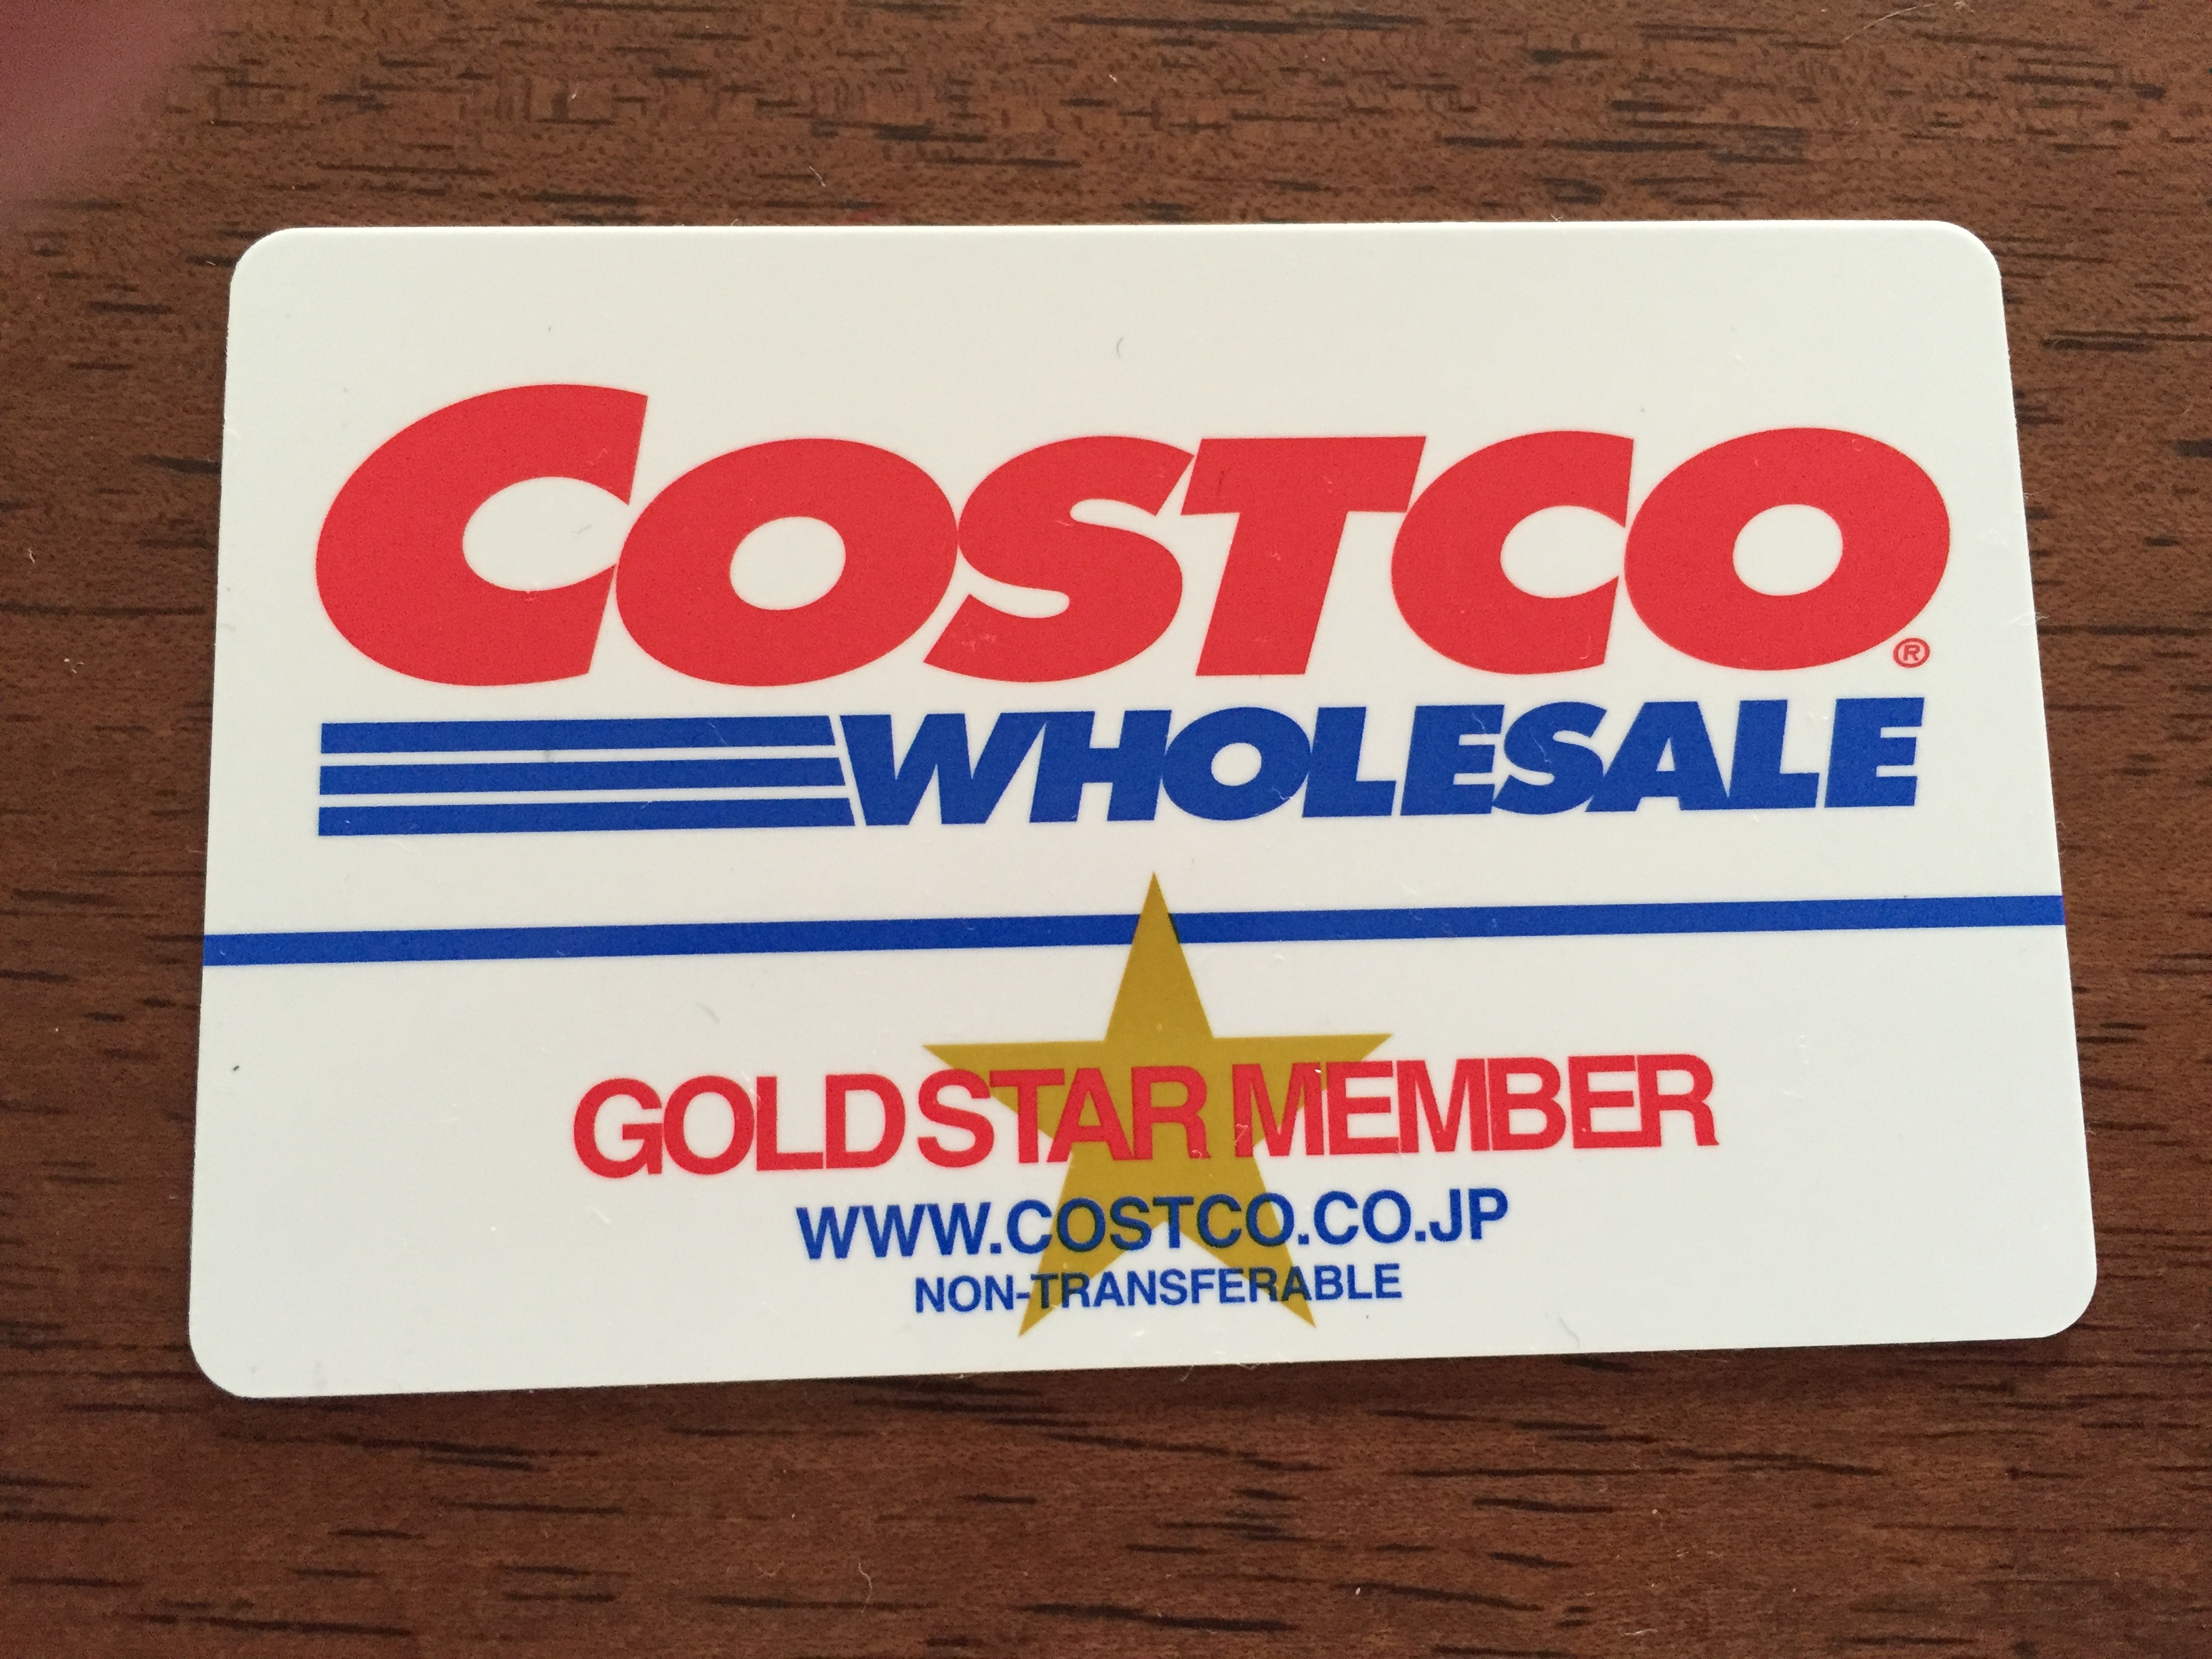 COSTCO®
WHOLESALE
GOLD STAR MEMBER
WWW.COSTCO.CO.JP
NON-TRANSFERABLE